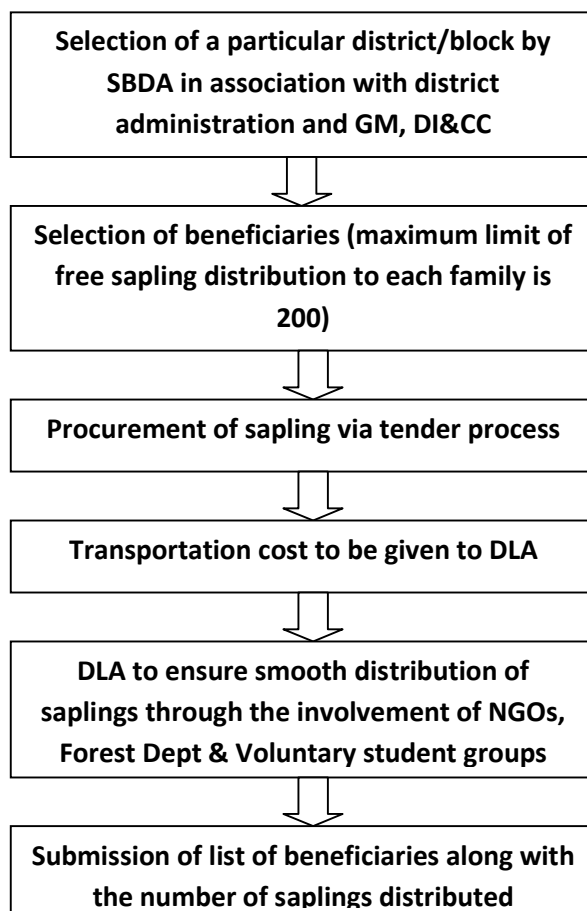 Selection of a particular district/block by
SBDA in association with district
administration and GM, DI&CC
Selection of beneficiaries (maximum limit of
free sapling distribution to each family is
200)
Procurement of sapling via tender process
Transportation cost to be given to DLA
DLA to ensure smooth distribution of
saplings through the involvement of NGOs,
Forest Dept & Voluntary student groups
Submission of list of beneficiaries along with
the number of saplings distributed